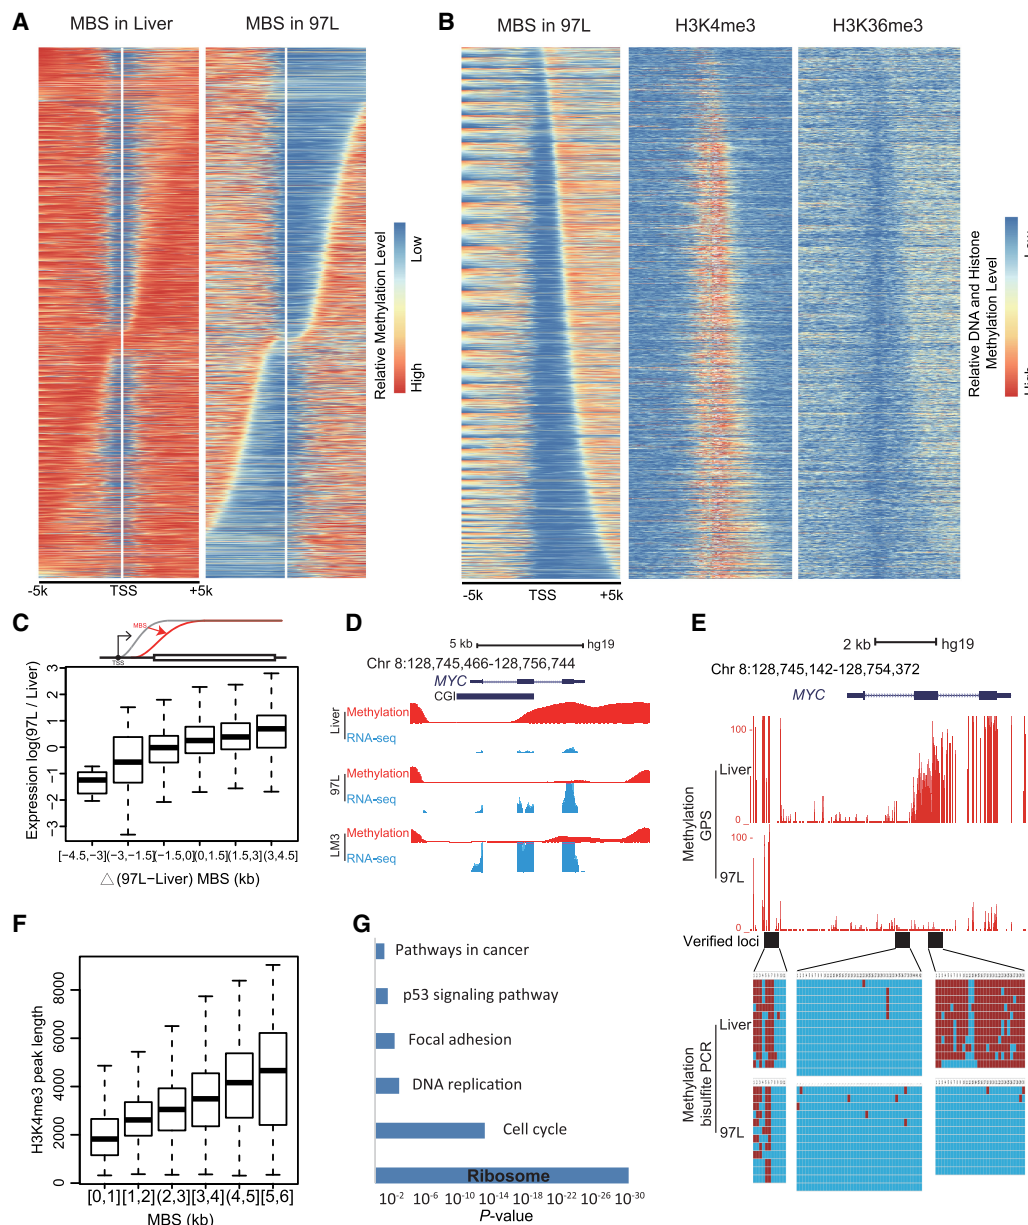 A
MBS in Liver
MBS in 97L
Relative Methylation Level
Low
High
-5k
TSS
+5k
B
MBS in 97L
H3K4me3
H3K36me3
Relative DNA and Histone
Methylation Level
Low
High
-5k
TSS
+5k
C
MBS
TSS
Expression log(97L / Liver)
3
2
1
0
−1
−2
−3
[−4.5,−3]
(−3,−1.5]
(−1.5,0]
(0,1.5]
(1.5,3]
(3,4.5]
△(97L−Liver) MBS (kb)
D
5 kb
hg19
Chr 8:128,745,466-128,756,744
MYC
CGI
Liver
Methylation
RNA-seq
97L
Methylation
RNA-seq
LM3
Methylation
RNA-seq
E
2 kb
hg19
Chr 8:128,745,142-128,754,372
MYC
Methylation
GPS
Liver
100
0
97L
100
0
Verified loci
Methylation
bisulfite PCR
Liver
97L
F
H3K4me3 peak length
8000
6000
4000
2000
0
[0,1]
[1,2]
(2,3]
[3,4]
(4,5]
[5,6]
MBS (kb)
G
Pathways in cancer
p53 signaling pathway
Focal adhesion
DNA replication
Cell cycle
Ribosome
10-2
10-6
10-10
10-14
10-18
10-22
10-26
10-30
P-value